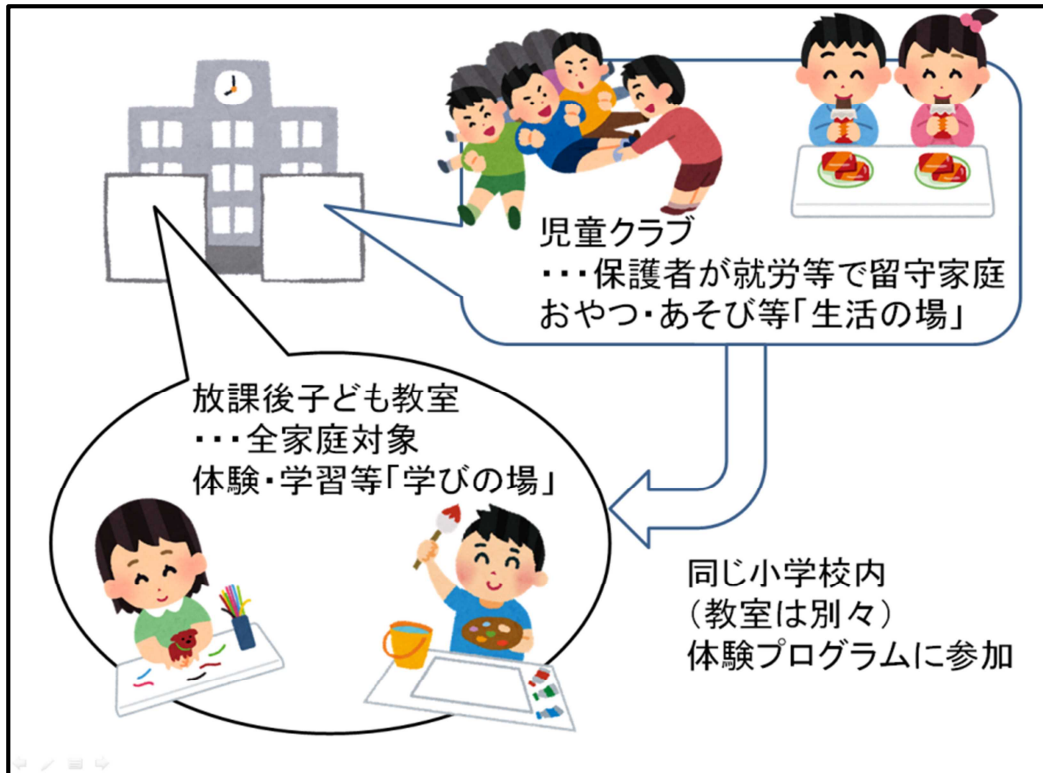 児童クラブ
・・・保護者が就労等で留守家庭
おやつ・あそび等「生活の場」
放課後子ども教室
・・・全家庭対象
体験・学習等「学びの場」
同じ小学校内
（教室は別々）
体験プログラムに参加